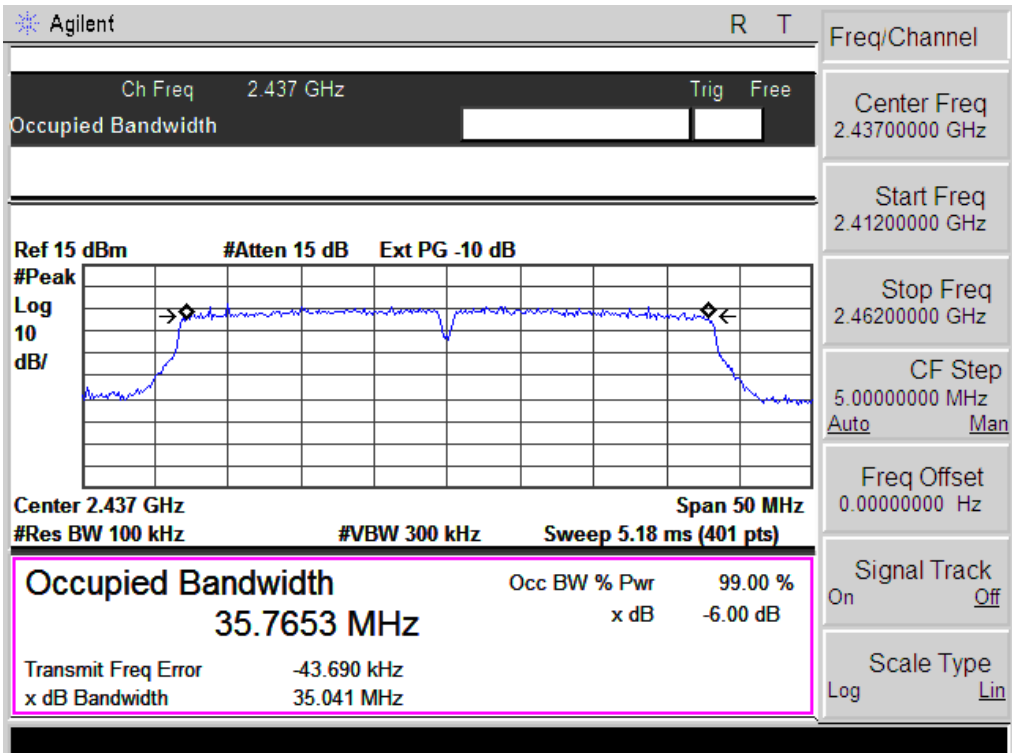 Agilent R T
Ch Freq 2.437 GHz Trig Free
Occupied Bandwidth
Ref 15 dBm #Atten 15 dB Ext PG -10 dB
#Peak
Log
10
dB/
Center 2.437 GHz Span 50 MHz
#Res BW 100 kHz #VBW 300 kHz Sweep 5.18 ms (401 pts)
Occupied Bandwidth Occ BW % Pwr 99.00 %
35.7653 MHz x dB -6.00 dB
Transmit Freq Error -43.690 kHz
x dB Bandwidth 35.041 MHz
Freq/Channel
Center Freq
2.43700000 GHz
Start Freq
2.41200000 GHz
Stop Freq
2.46200000 GHz
CF Step
5.00000000 MHz
Auto Man
Freq Offset
0.00000000 Hz
Signal Track
On Off
Scale Type
Log Lin